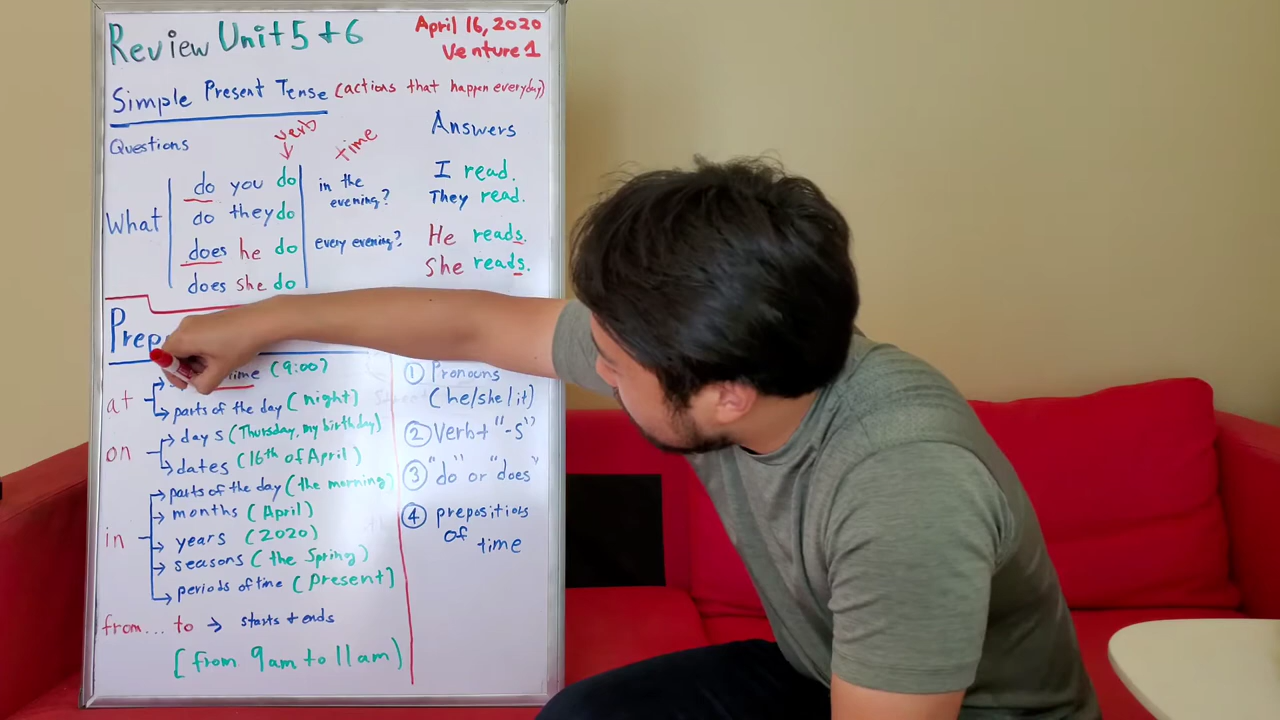 Review Unit 5 + 6
April 16, 2020
Venture 1
Simple Present Tense (actions that happen everyday)
Questions
verb
time
Answers
What
do you do
do they do
does he do
does she do
in the
evening?
every evening?
I read.
They read.
He reads.
She reads.
Prep
at
time (9:00)
parts of the day (night)
on
days (Thursday, my birthday)
dates (16th of April)
in
parts of the day (the morning)
months (April)
years (2020)
seasons (the Spring)
periods of time (present)
from... to → starts + ends
(from 9am to 11am)
① Pronouns
(he/she/it)
② Verb + "-s"
③ "do" or "does"
④ prepositions
of time